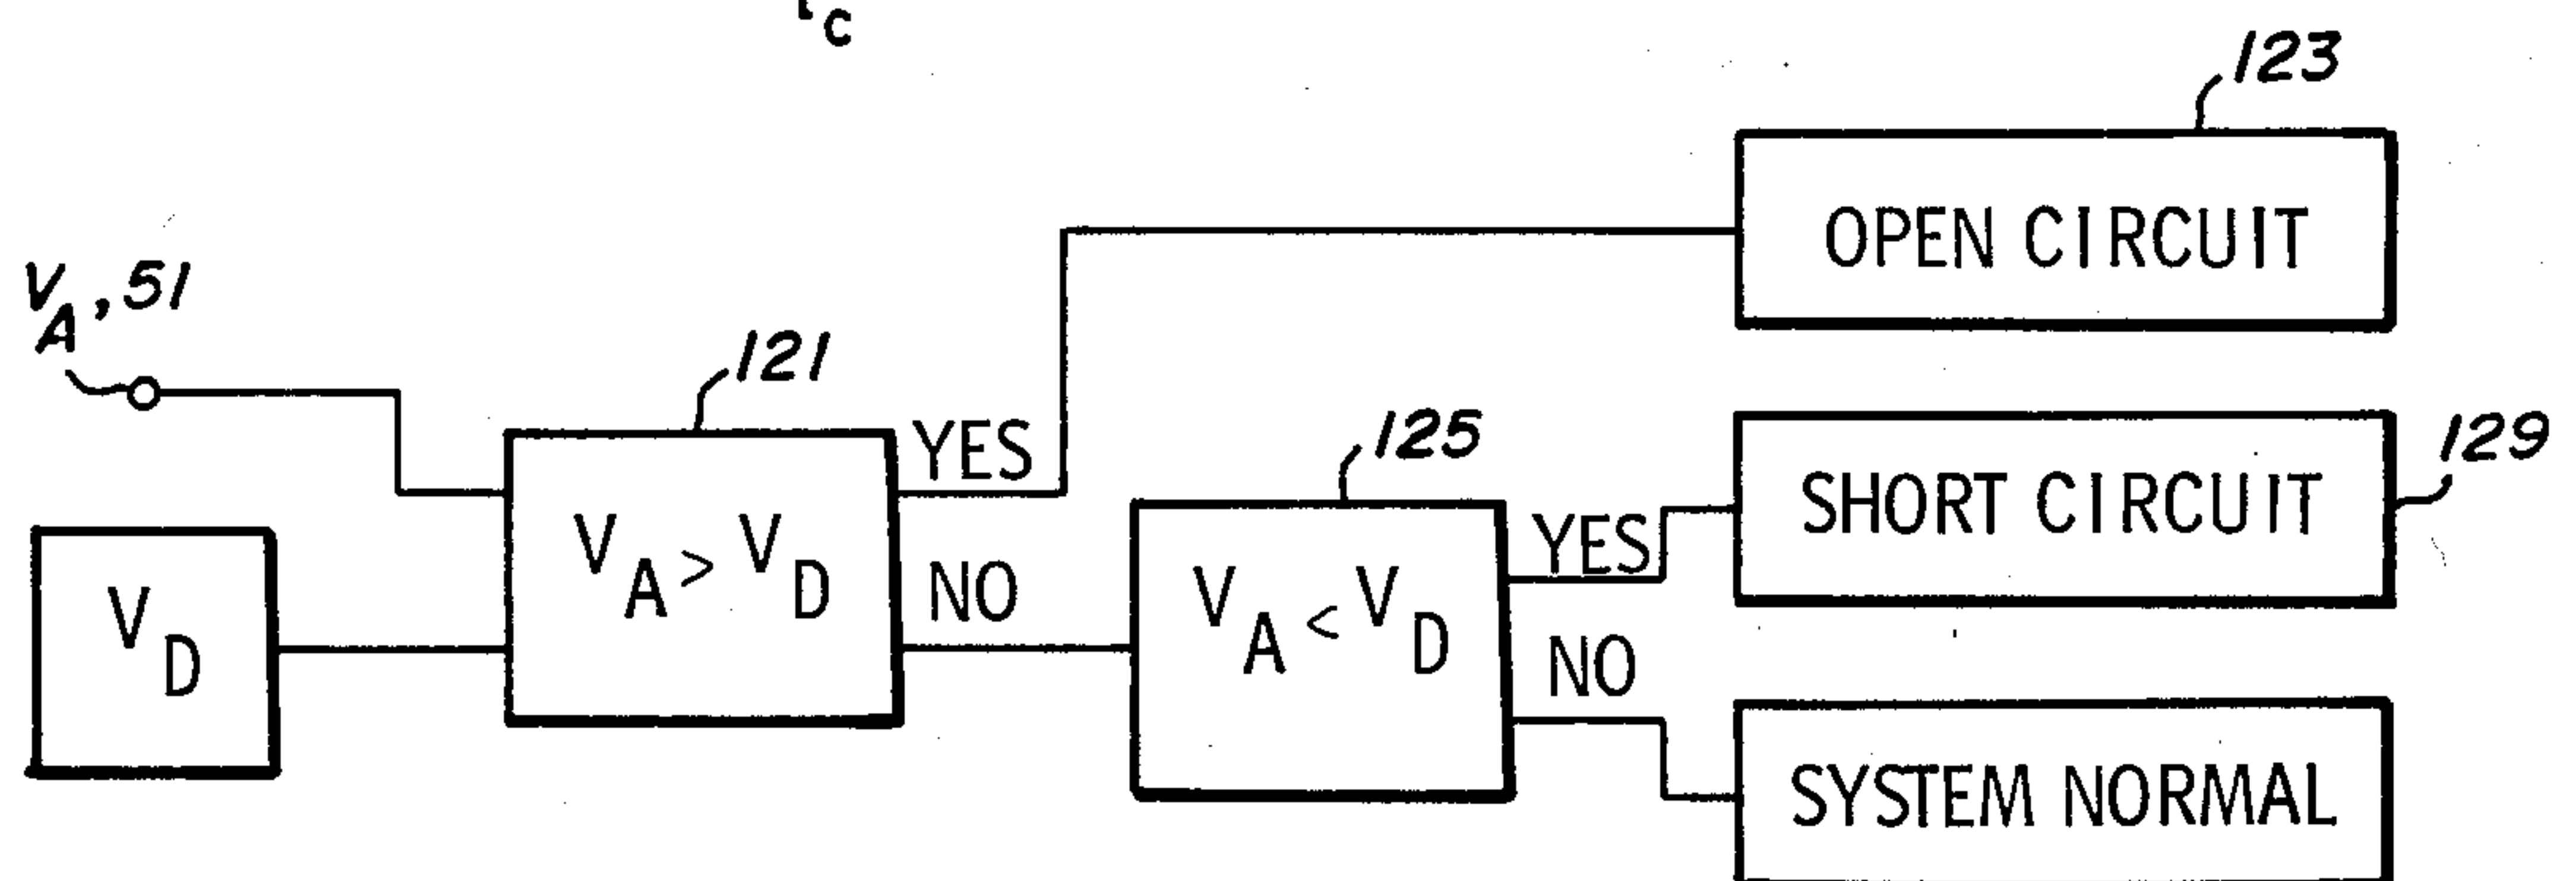 tc
123
OPEN CIRCUIT
VA, 51
121
YES
125
129
SHORT CIRCUIT
VA > VD
NO
YES
VD
VA < VD
NO
SYSTEM NORMAL